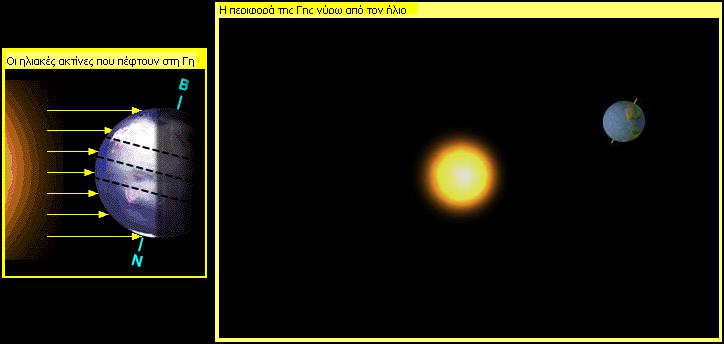 Οι ηλιακές ακτίνες που πέφτουν στη Γη
Β
Ν
Η περιφορά της Γης γύρω από τον ήλιο